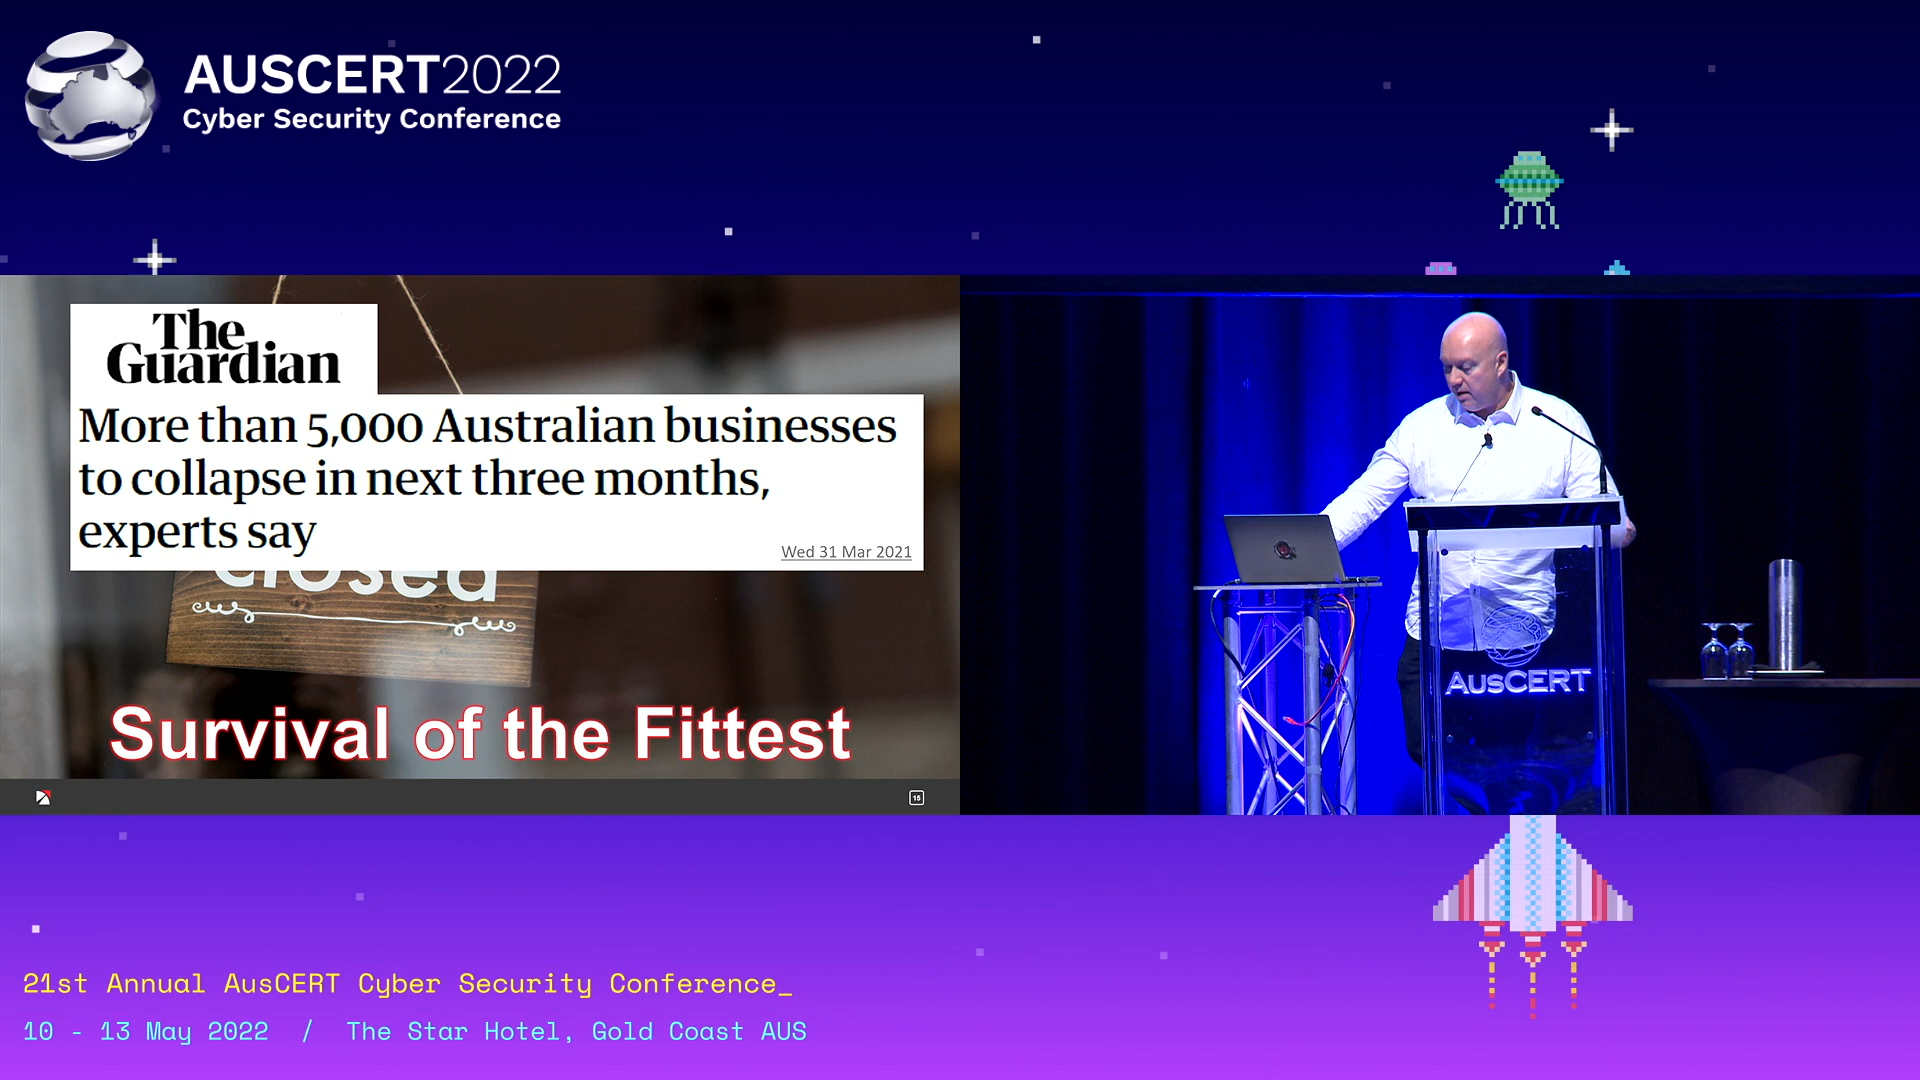 AUSCERT2022
Cyber Security Conference
The
Guardian
More than 5,000 Australian businesses
to collapse in next three months,
experts say
Wed 31 Mar 2021
closed
Survival of the Fittest
15
AUSCERT
21st Annual AusCERT Cyber Security Conference_
10 - 13 May 2022 / The Star Hotel, Gold Coast AUS